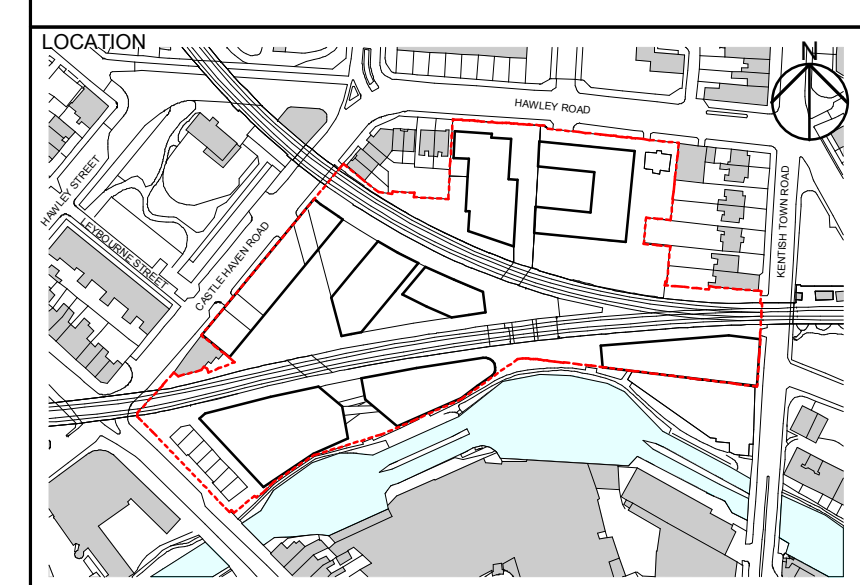 LOCATION
N
HAWLEY ROAD
HAWLEY STREET
LEYBOURNE STREET
CASTLE HAVEN ROAD
KENTISH TOWN ROAD